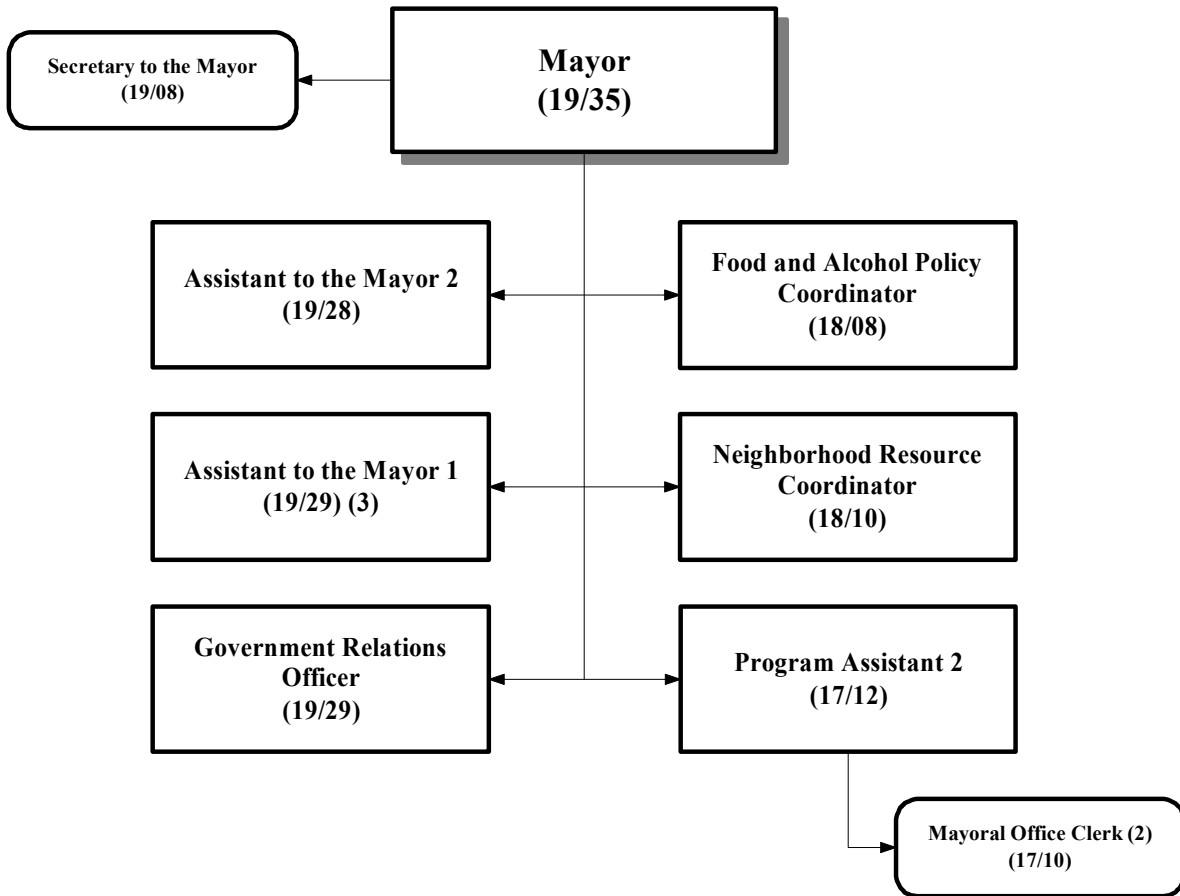 Mayor
(19/35)
Secretary to the Mayor
(19/08)
Assistant to the Mayor 2
(19/28)
Food and Alcohol Policy
Coordinator
(18/08)
Assistant to the Mayor 1
(19/29) (3)
Neighborhood Resource
Coordinator
(18/10)
Government Relations
Officer
(19/29)
Program Assistant 2
(17/12)
Mayoral Office Clerk (2)
(17/10)